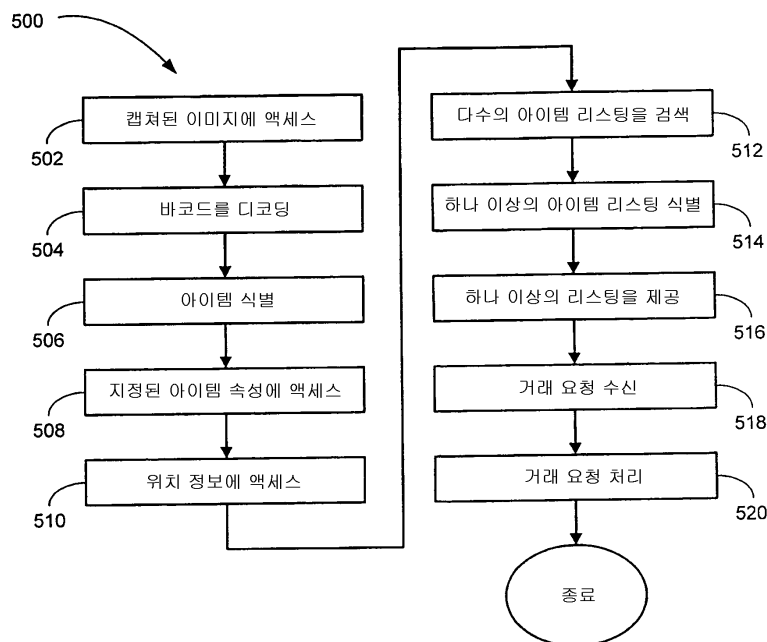 500
캡쳐된 이미지에 액세스
502
바코드를 디코딩
504
아이템 식별
506
지정된 아이템 속성에 액세스
508
위치 정보에 액세스
510
다수의 아이템 리스팅을 검색
512
하나 이상의 아이템 리스팅 식별
514
하나 이상의 리스팅을 제공
516
거래 요청 수신
518
거래 요청 처리
520
종료